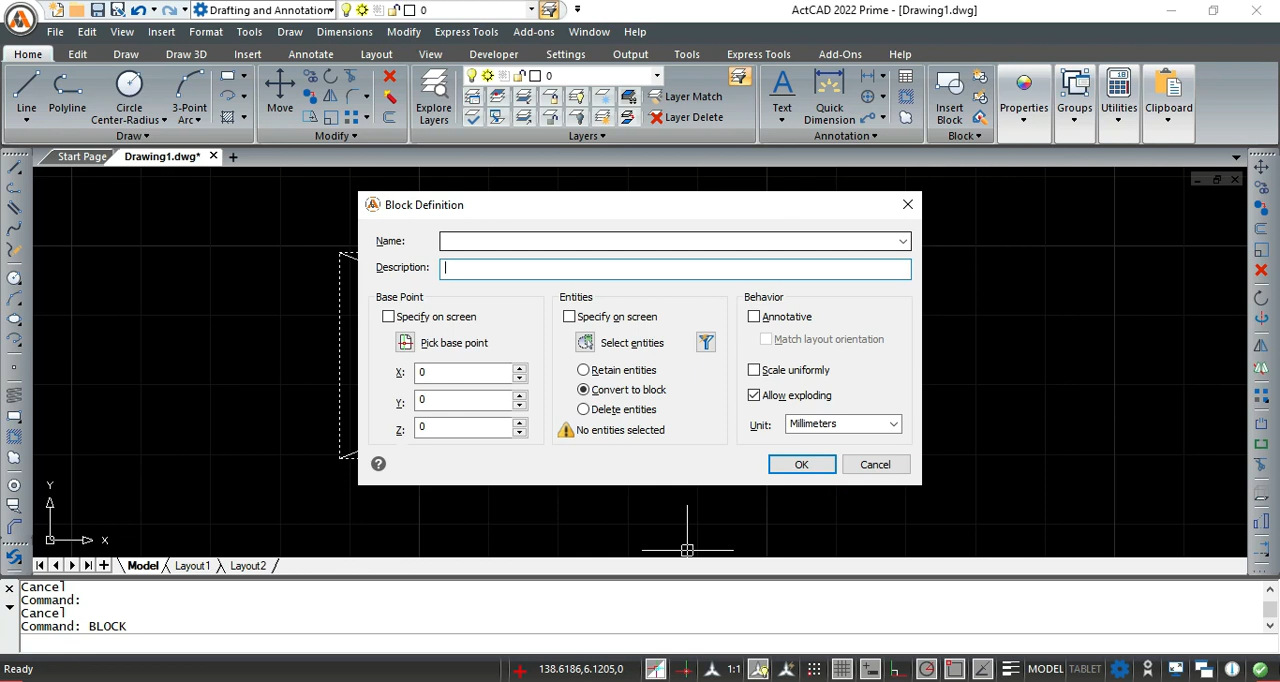 Drafting and Annotation
0
ActCAD 2022 Prime - [Drawing1.dwg]
File Edit View Insert Format Tools Draw Dimensions Modify Express Tools Add-ons Window Help
Home Edit Draw Draw 3D Insert Annotate Layout View Developer Settings Output Tools Express Tools Add-Ons Help
Line
Polyline
Circle
Center-Radius
3-Point
Arc
Draw
Move
Modify
Explore
Layers
0
Layer Match
Layer Delete
Layers
Text
Quick
Dimension
Annotation
Insert
Block
Block
Properties
Groups
Utilities
Clipboard
Start Page
Drawing1.dwg*
Block Definition
Name:
Description:
Base Point
Specify on screen
Pick base point
X: 0
Y: 0
Z: 0
Entities
Specify on screen
Select entities
Retain entities
Convert to block
Delete entities
No entities selected
Behavior
Annotative
Match layout orientation
Scale uniformly
Allow exploding
Unit: Millimeters
OK
Cancel
Y
X
Model
Layout1
Layout2
Cancel
Command:
Cancel
Command: BLOCK
Ready
138.6186,6.1205,0
1:1
MODEL
TABLET